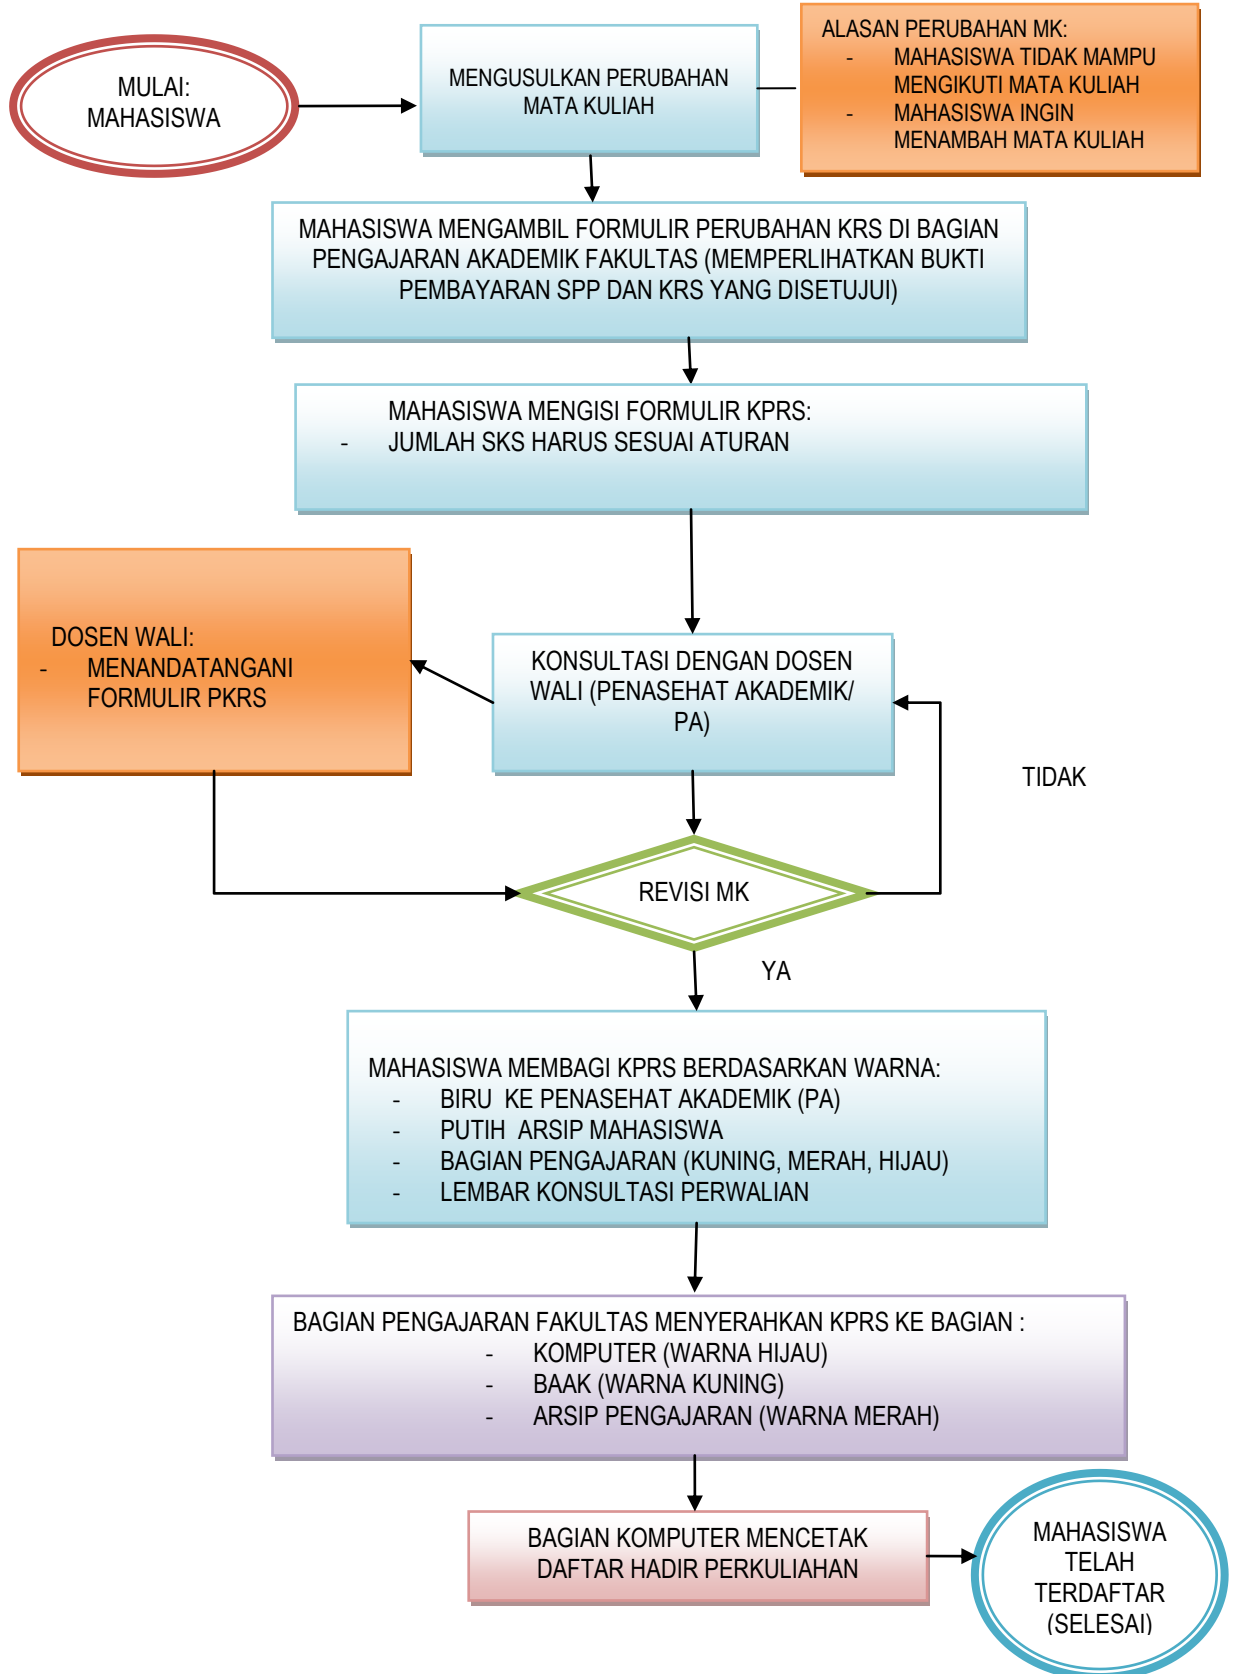 MULAI:
MAHASISWA
MENGUSULKAN PERUBAHAN
MATA KULIAH
ALASAN PERUBAHAN MK:
- MAHASISWA TIDAK MAMPU
MENGIKUTI MATA KULIAH
- MAHASISWA INGIN
MENAMBAH MATA KULIAH
MAHASISWA MENGAMBIL FORMULIR PERUBAHAN KRS DI BAGIAN
PENGAJARAN AKADEMIK FAKULTAS (MEMPERLIHATKAN BUKTI
PEMBAYARAN SPP DAN KRS YANG DISETUJUI)
MAHASISWA MENGISI FORMULIR KPRS:
- JUMLAH SKS HARUS SESUAI ATURAN
DOSEN WALI:
- MENANDATANGANI
FORMULIR PKRS
KONSULTASI DENGAN DOSEN
WALI (PENASEHAT AKADEMIK/
PA)
TIDAK
REVISI MK
YA
MAHASISWA MEMBAGI KPRS BERDASARKAN WARNA:
- BIRU KE PENASEHAT AKADEMIK (PA)
- PUTIH ARSIP MAHASISWA
- BAGIAN PENGAJARAN (KUNING, MERAH, HIJAU)
- LEMBAR KONSULTASI PERWALIAN
BAGIAN PENGAJARAN FAKULTAS MENYERAHKAN KPRS KE BAGIAN :
- KOMPUTER (WARNA HIJAU)
- BAAK (WARNA KUNING)
- ARSIP PENGAJARAN (WARNA MERAH)
BAGIAN KOMPUTER MENCETAK
DAFTAR HADIR PERKULIAHAN
MAHASISWA
TELAH
TERDAFTAR
(SELESAI)